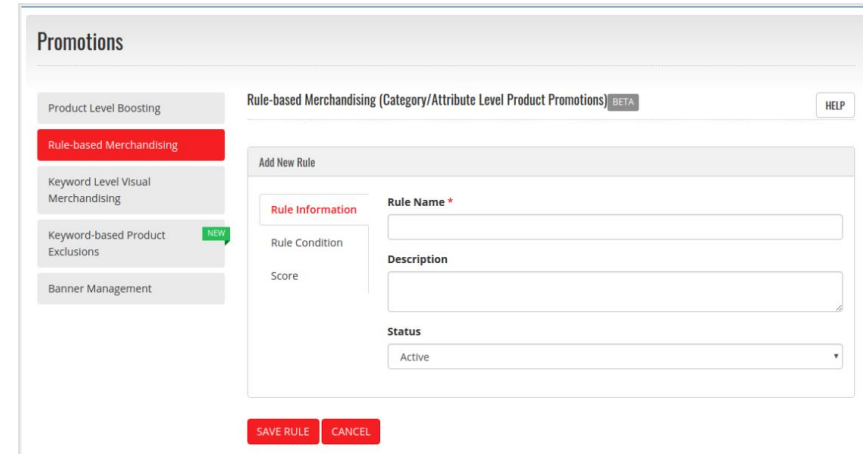 Promotions
Product Level Boosting
Rule-based Merchandising
Keyword Level Visual
Merchandising
Keyword-based Product
Exclusions
NEW
Banner Management
Rule-based Merchandising (Category/Attribute Level Product Promotions) BETA
HELP
Add New Rule
Rule Information
Rule Condition
Score
Rule Name *
Description
Status
Active
SAVE RULE
CANCEL